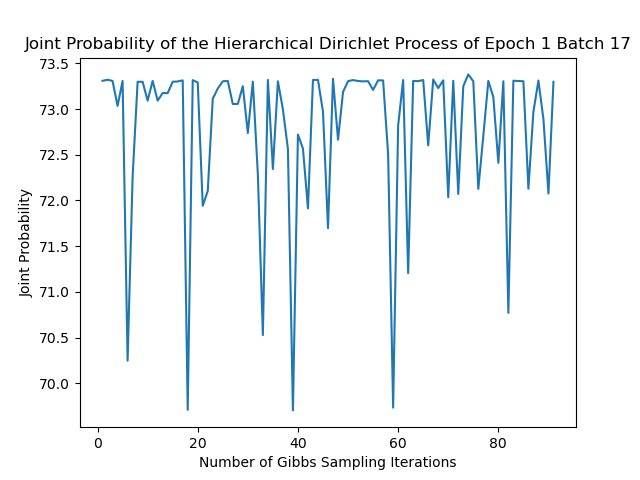 Joint Probability of the Hierarchical Dirichlet Process of Epoch 1 Batch 17
73.5
73.0
72.5
72.0
71.5
71.0
70.5
70.0
Joint Probability
0 20 40 60 80
Number of Gibbs Sampling Iterations